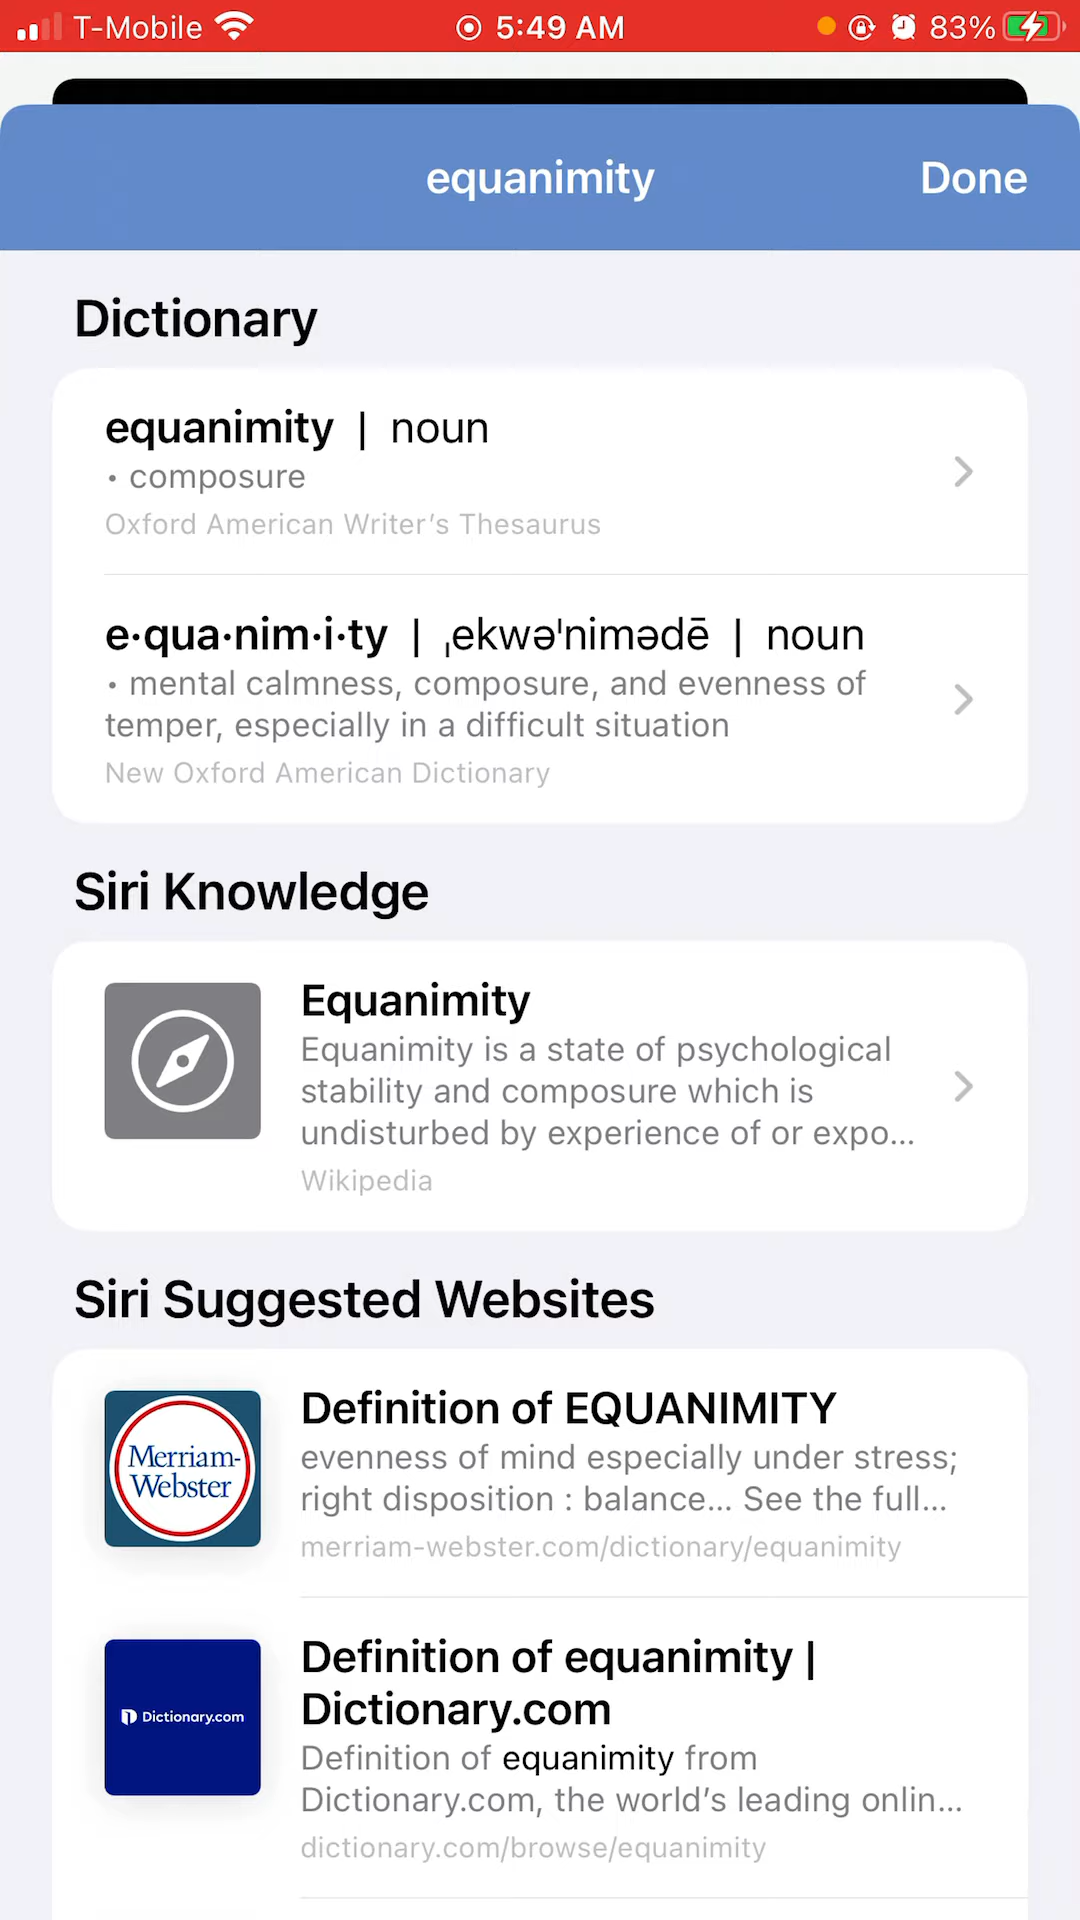 T-Mobile 5:49 AM 83%
equanimity Done
Dictionary
equanimity | noun
• composure
Oxford American Writer’s Thesaurus
e·qua·nim·i·ty | ˌekwəˈnimədē | noun
• mental calmness, composure, and evenness of
temper, especially in a difficult situation
New Oxford American Dictionary
Siri Knowledge
Equanimity
Equanimity is a state of psychological
stability and composure which is
undisturbed by experience of or expo...
Wikipedia
Siri Suggested Websites
Merriam-
Webster
Definition of EQUANIMITY
evenness of mind especially under stress;
right disposition : balance... See the full...
merriam-webster.com/dictionary/equanimity
Dictionary.com
Definition of equanimity |
Dictionary.com
Definition of equanimity from
Dictionary.com, the world’s leading onlin...
dictionary.com/browse/equanimity